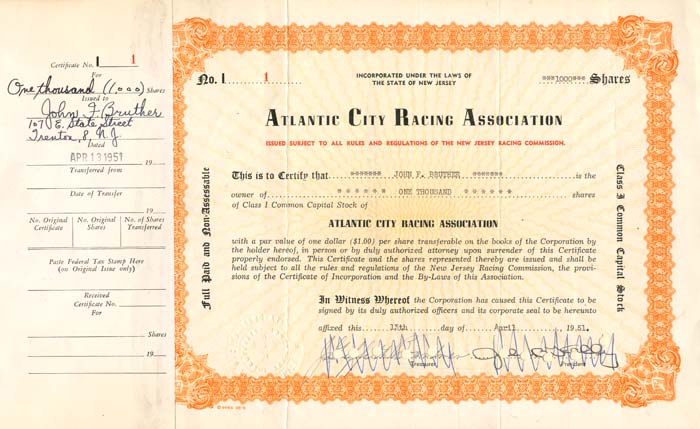 Certificate No. 1 1
For
One thousand (1,000) Shares
Issued to
John F. Bruther
107 E. State Street
Trenton, 8, N.J
Dated
APR 13 1951 19
Transferred from
19
Date of Transfer
19
No. Original Certificate
No. Original Shares
No. of Shares Transferred
Paste Federal Tax Stamp Here
(on Original Issue only)
Received
Certificate No.
For
Shares
19
No. 1 1
INCORPORATED UNDER THE LAWS OF
THE STATE OF NEW JERSEY
***1000*** Shares
ATLANTIC CITY RACING ASSOCIATION
ISSUED SUBJECT TO ALL RULES AND REGULATIONS OF THE NEW JERSEY RACING COMMISSION.
Full Paid and Non-Assessable
This is to Certify that ******* JOHN F. BRUTHER ******* is the
owner of ****** ONE THOUSAND ****** shares
of Class I Common Capital Stock of
ATLANTIC CITY RACING ASSOCIATION
with a par value of one dollar ($1.00) per share transferable on the books of the Corporation by
the holder hereof, in person or by duly authorized attorney upon surrender of this Certificate
properly endorsed. This Certificate and the shares represented thereby are issued and shall be
held subject to all the rules and regulations of the New Jersey Racing Commission, the provi-
sions of the Certificate of Incorporation and the By-Laws of this Association.
In Witness Whereof the Corporation has caused this Certificate to be
signed by its duly authorized officers and its corporate seal to be hereunto
affixed this 13th day of April 1951.
Treasurer
President
Class I Common Capital Stock